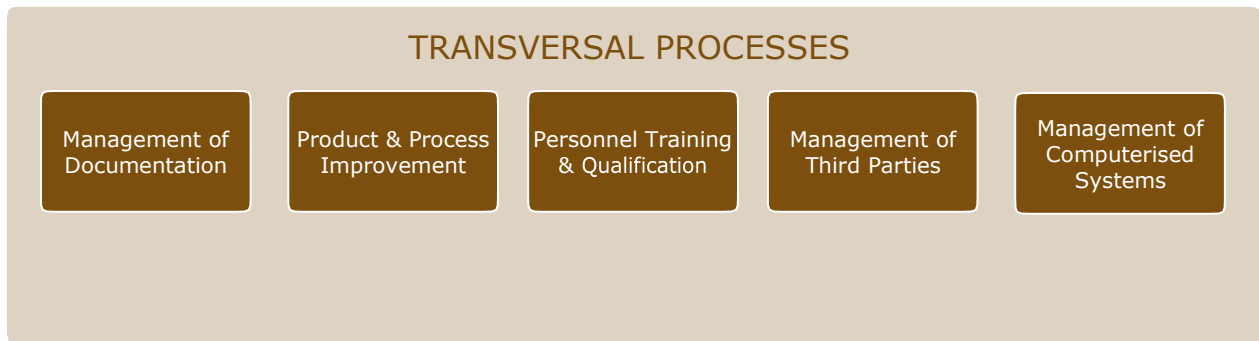 TRANSVERSAL PROCESSES
Management of
Documentation
Product & Process
Improvement
Personnel Training
& Qualification
Management of
Third Parties
Management of
Computerised
Systems